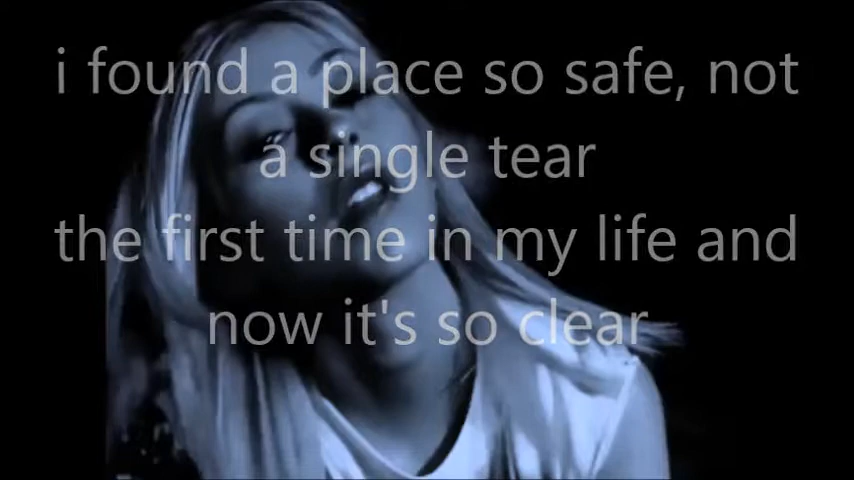 i found a place so safe, not
a single tear
the first time in my life and
now it's so clear